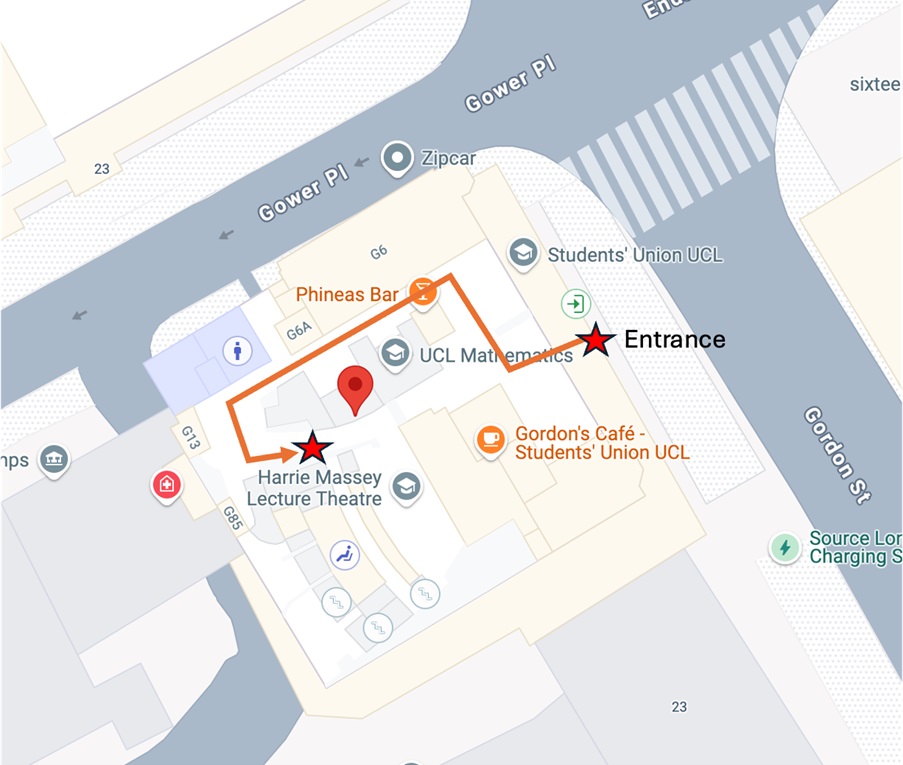 End
Gower Pl
sixtee
Zipcar
23
Gower Pl
G6
Students' Union UCL
Phineas Bar
G6A
Entrance
UCL Mathematics
Gordon's Café -
Students' Union UCL
G13
mps
Harrie Massey
Lecture Theatre
Gordon St
G85
Source Lon
Charging S
23